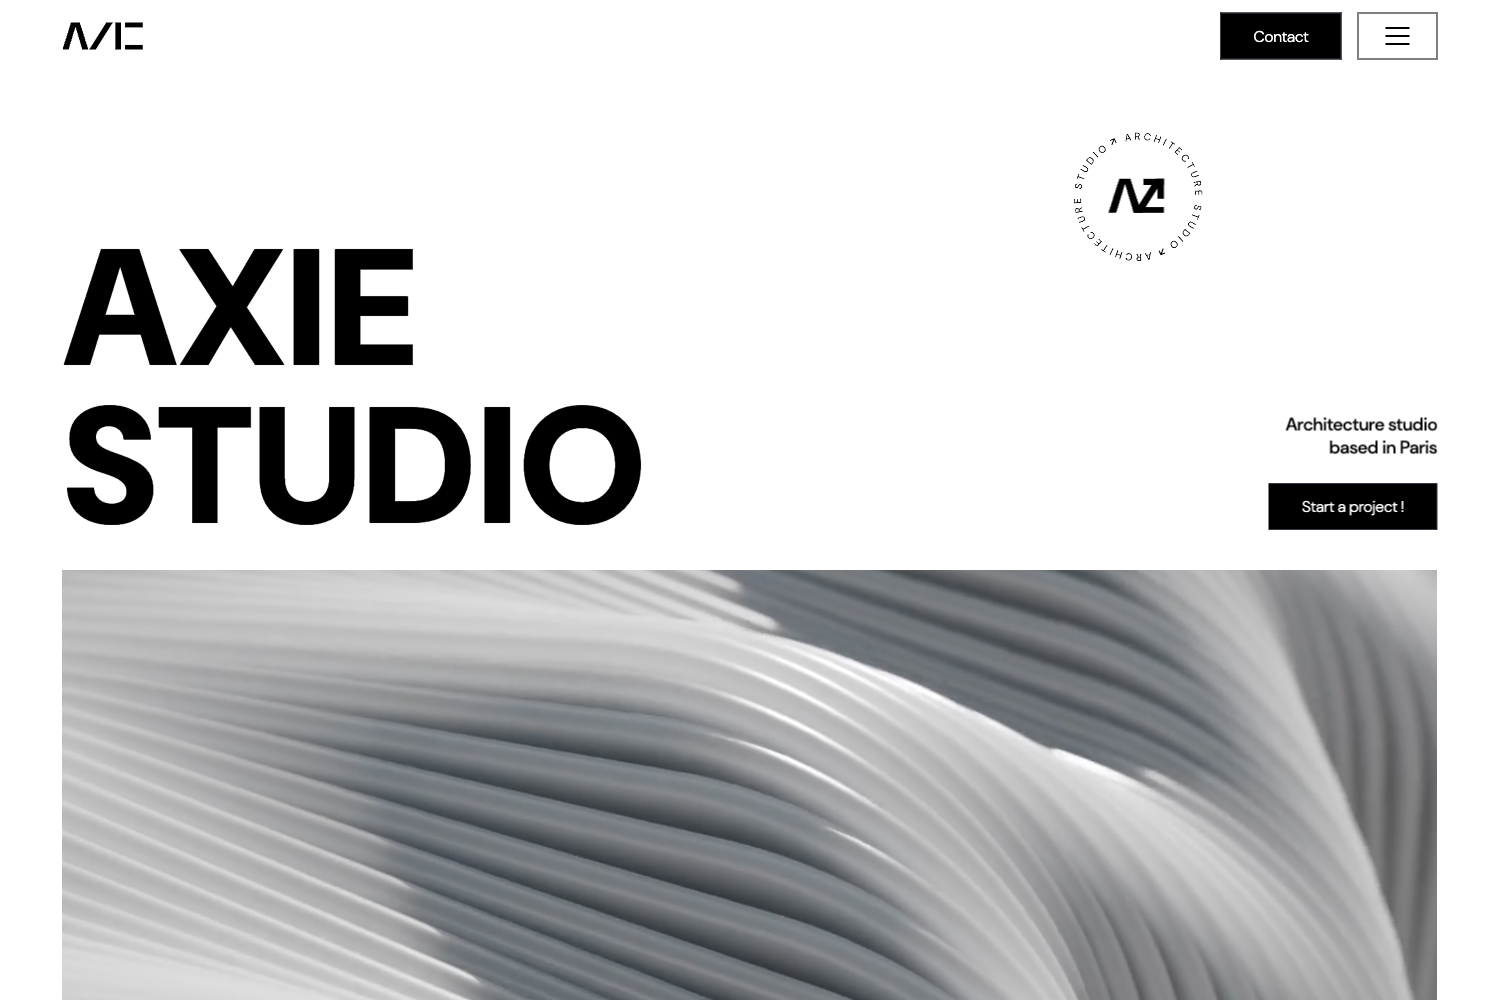 AXIE
Contact
ARCHITECTURE STUDIO ↗ ARCHITECTURE STUDIO ↗
AXIE
STUDIO
Architecture studio
based in Paris
Start a project !